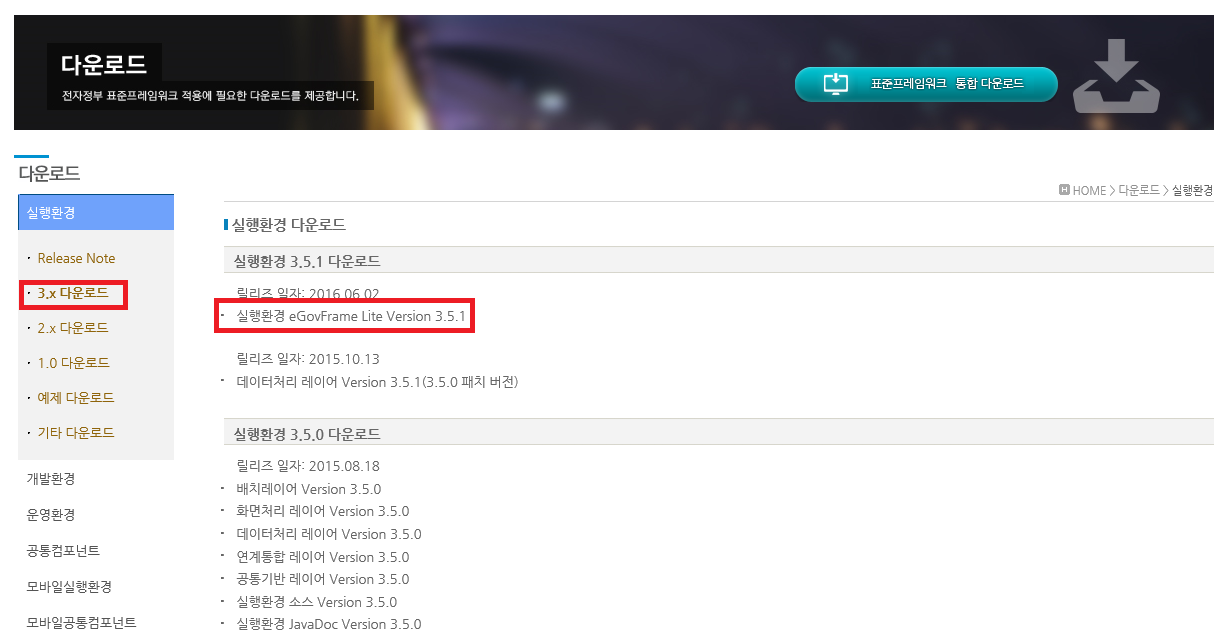 다운로드
전자정부 표준프레임워크 적용에 필요한 다운로드를 제공합니다.
표준프레임워크 통합 다운로드
다운로드
HOME > 다운로드 > 실행환경
실행환경
· Release Note
· 3.x 다운로드
· 2.x 다운로드
· 1.0 다운로드
· 예제 다운로드
· 기타 다운로드
개발환경
운영환경
공통컴포넌트
모바일실행환경
모바일공통컴포넌트
실행환경 다운로드
실행환경 3.5.1 다운로드
릴리즈 일자: 2016.06.02
- 실행환경 eGovFrame Lite Version 3.5.1
릴리즈 일자: 2015.10.13
- 데이터처리 레이어 Version 3.5.1(3.5.0 패치 버전)
실행환경 3.5.0 다운로드
릴리즈 일자: 2015.08.18
- 배치레이어 Version 3.5.0
- 화면처리 레이어 Version 3.5.0
- 데이터처리 레이어 Version 3.5.0
- 연계통합 레이어 Version 3.5.0
- 공통기반 레이어 Version 3.5.0
- 실행환경 소스 Version 3.5.0
- 실행환경 JavaDoc Version 3.5.0